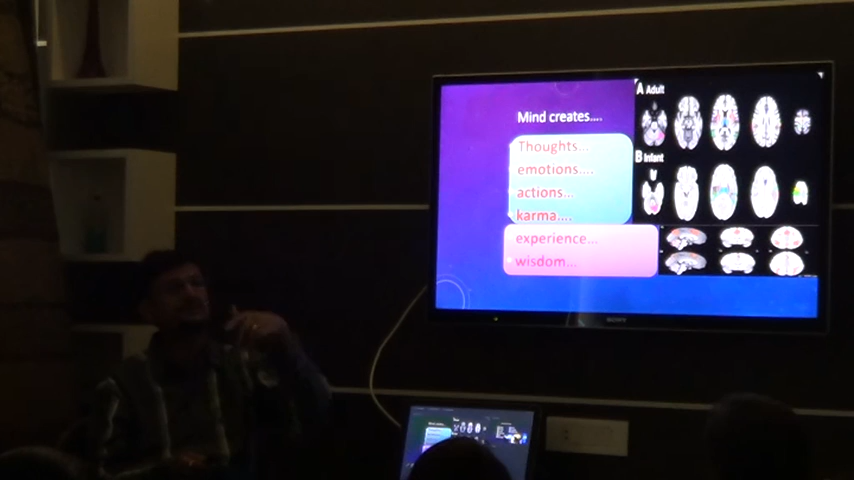 Mind creates....
Thoughts...
emotions....
actions...
karma....
experience...
wisdom...
A Adult
B Infant
SONY